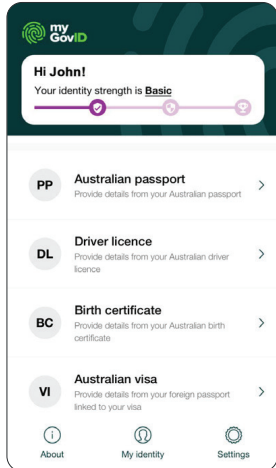 my
GovID
Hi John!
Your identity strength is Basic
PP
Australian passport
Provide details from your Australian passport
DL
Driver licence
Provide details from your Australian driver
licence
BC
Birth certificate
Provide details from your Australian birth
certificate
VI
Australian visa
Provide details from your foreign passport
linked to your visa
About
My identity
Settings